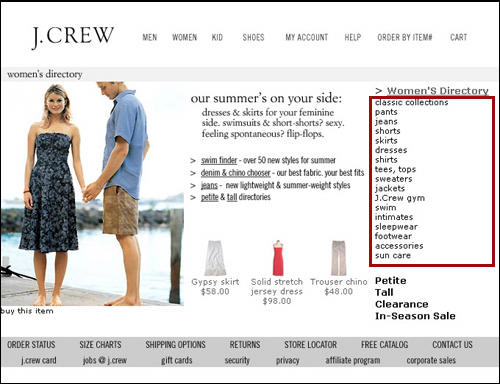 J.CREW
MEN WOMEN KID SHOES MY ACCOUNT HELP ORDER BY ITEM# CART
women's directory
our summer's on your side:
dresses & skirts for your feminine
side. swimsuits & short-shorts? sexy.
feeling spontaneous? flip-flops.
> swim finder - over 50 new styles for summer
> denim & chino chooser - our best fabric. your best fits
> jeans - new lightweight & summer-weight styles
> petite & tall directories
Gypsy skirt
$58.00
Solid stretch
jersey dress
$98.00
Trouser chino
$48.00
buy this item
> Women'S Directory
classic collections
pants
jeans
shorts
skirts
dresses
shirts
tees, tops
sweaters
jackets
J.Crew gym
swim
intimates
sleepwear
footwear
accessories
sun care
Petite
Tall
Clearance
In-Season Sale
ORDER STATUS SIZE CHARTS SHIPPING OPTIONS RETURNS STORE LOCATOR FREE CATALOG CONTACT US
j.crew card jobs @ j.crew gift cards security privacy affiliate program corporate sales